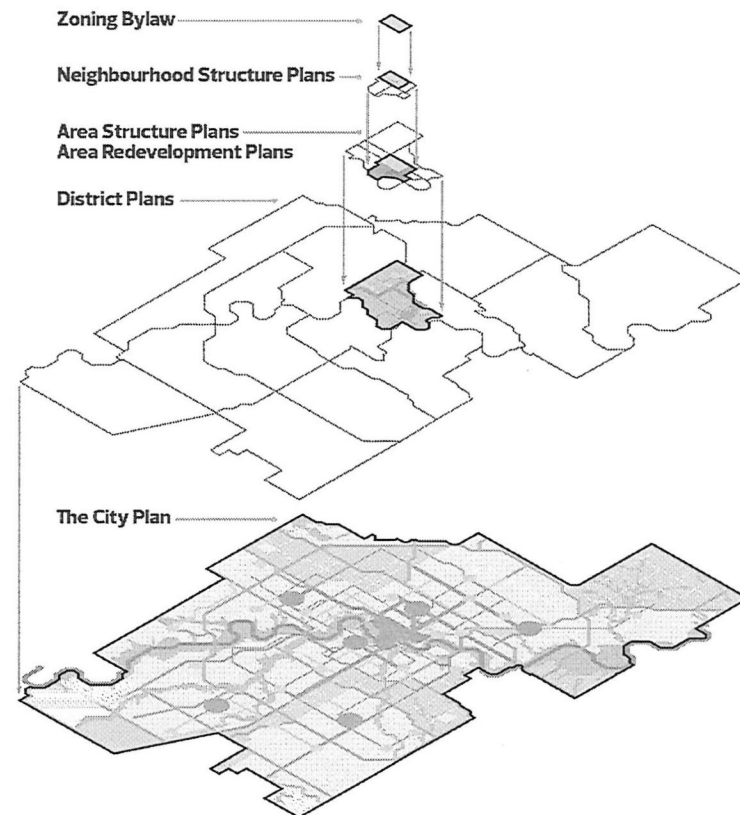 Zoning Bylaw
Neighbourhood Structure Plans
Area Structure Plans
Area Redevelopment Plans
District Plans
The City Plan